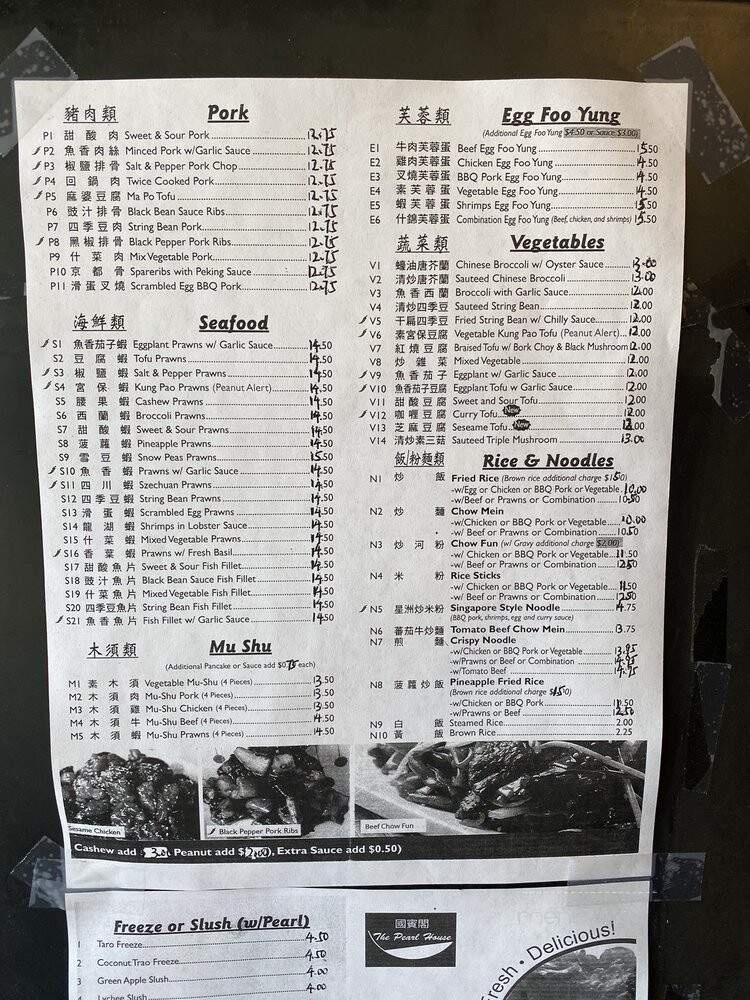 豬肉類 Pork
P1 甜酸肉 Sweet & Sour Pork 12.75
P2 魚香肉絲 Minced Pork w/Garlic Sauce 12.75
P3 椒鹽排骨 Salt & Pepper Pork Chop 12.75
P4 回鍋肉 Twice Cooked Pork 12.75
P5 麻婆豆腐 Ma Po Tofu 12.75
P6 豉汁排骨 Black Bean Sauce Ribs 12.75
P7 四季豆肉 String Bean Pork 12.75
P8 黑椒排骨 Black Pepper Pork Ribs 12.75
P9 什菜肉 Mix Vegetable Pork 12.75
P10 京都骨 Spareribs with Peking Sauce 12.75
P11 滑蛋叉燒 Scrambled Egg BBQ Pork 12.75
海鮮類 Seafood
S1 魚香茄子蝦 Eggplant Prawns w/ Garlic Sauce 14.50
S2 豆腐蝦 Tofu Prawns 14.50
S3 椒鹽蝦 Salt & Pepper Prawns 14.50
S4 宮保蝦 Kung Pao Prawns (Peanut Alert) 14.50
S5 腰果蝦 Cashew Prawns 14.50
S6 西蘭蝦 Broccoli Prawns 14.50
S7 甜酸蝦 Sweet & Sour Prawns 14.50
S8 菠蘿蝦 Pineapple Prawns 14.50
S9 雪豆蝦 Snow Peas Prawns 15.50
S10 魚香蝦 Prawns w/ Garlic Sauce 14.50
S11 四川蝦 Szechuan Prawns 14.50
S12 四季豆蝦 String Bean Prawns 14.50
S13 滑蛋蝦 Scrambled Egg Prawns 14.50
S14 龍湖蝦 Shrimps in Lobster Sauce 14.50
S15 什菜蝦 Mixed Vegetable Prawns 14.50
S16 香葉蝦 Prawns w/ Fresh Basil 14.50
S17 甜酸魚片 Sweet & Sour Fish Fillet 14.50
S18 豉汁魚片 Black Bean Sauce Fish Fillet 14.50
S19 什菜魚片 Mixed Vegetable Fish Fillet 14.50
S20 四季豆魚片 String Bean Fish Fillet 14.50
S21 魚香魚片 Fish Fillet w/ Garlic Sauce 14.50
木須類 Mu Shu
(Additional Pancake or Sauce add $0.75 each)
M1 素木須 Vegetable Mu-Shu (4 Pieces) 13.50
M2 木須肉 Mu-Shu Pork (4 Pieces) 13.50
M3 木須雞 Mu-Shu Chicken (4 Pieces) 13.50
M4 木須牛 Mu-Shu Beef (4 Pieces) 14.50
M5 木須蝦 Mu-Shu Prawns (4 Pieces) 14.50
芙蓉類 Egg Foo Yung
(Additional Egg Foo Yung $4.50 or Sauce $3.00)
E1 牛肉芙蓉蛋 Beef Egg Foo Yung 15.50
E2 雞肉芙蓉蛋 Chicken Egg Foo Yung 14.50
E3 叉燒芙蓉蛋 BBQ Pork Egg Foo Yung 14.50
E4 素芙蓉蛋 Vegetable Egg Foo Yung 14.50
E5 蝦芙蓉蛋 Shrimps Egg Foo Yung 15.50
E6 什錦芙蓉蛋 Combination Egg Foo Yung (Beef, chicken, and shrimps) 15.50
蔬菜類 Vegetables
V1 蠔油唐芥蘭 Chinese Broccoli w/ Oyster Sauce 13.00
V2 清炒唐芥蘭 Sauteed Chinese Broccoli 13.00
V3 魚香西蘭 Broccoli with Garlic Sauce 12.00
V4 清炒四季豆 Sauteed String Bean 12.00
V5 干扁四季豆 Fried String Bean w/ Chilly Sauce 12.00
V6 素宮保豆腐 Vegetable Kung Pao Tofu (Peanut Alert) 12.00
V7 紅燒豆腐 Braised Tofu w/ Bork Choy & Black Mushroom 12.00
V8 炒雜菜 Mixed Vegetable 12.00
V9 魚香茄子 Eggplant w/ Garlic Sauce 12.00
V10 魚香茄子豆腐 Eggplant Tofu w Garlic Sauce 12.00
V11 甜酸豆腐 Sweet and Sour Tofu 12.00
V12 咖喱豆腐 Curry Tofu New 12.00
V13 芝麻豆腐 Seseame Tofu New 12.00
V14 清炒素三菇 Sauteed Triple Mushroom 13.00
飯/粉麵類 Rice & Noodles
N1 炒飯 Fried Rice (Brown rice additional charge $1.50)
-w/Egg or Chicken or BBQ Pork or Vegetable 10.00
-w/Beef or Prawns or Combination 10.50
N2 炒麵 Chow Mein
-w/Chicken or BBQ Pork or Vegetable 10.00
-w/ Beef or Prawns or Combination 10.50
N3 炒河粉 Chow Fun (w/ Gravy additional charge $2.00)
-w/ Chicken or BBQ Pork or Vegetable 11.50
-w/Beef or Prawns or Combination 12.50
N4 米粉 Rice Sticks
-w/ Chicken or BBQ Pork or Vegetable 11.50
-w/ Beef or Prawns or Combination 12.50
N5 星洲炒米粉 Singapore Style Noodle 14.75
(BBQ pork, shrimps, egg and curry sauce)
N6 蕃茄牛炒麵 Tomato Beef Chow Mein 13.75
N7 煎麵 Crispy Noodle
-w/Chicken or BBQ Pork or Vegetable 13.95
-w/Prawns or Beef or Combination 14.95
-w/ Tomato Beef 14.75
N8 菠蘿炒飯 Pineapple Fried Rice
(Brown rice additional charge $1.50)
-w/Chicken or BBQ Pork 11.50
-w/Prawns or Beef 12.50
N9 白飯 Steamed Rice 2.00
N10 黃飯 Brown Rice 2.25
Sesame Chicken
Black Pepper Pork Ribs
Beef Chow Fun
Cashew add $3.00, Peanut add $2.00), Extra Sauce add $0.50)
Freeze or Slush (w/Pearl)
1 Taro Freeze 4.50
2 Coconut Trao Freeze 4.50
3 Green Apple Slush 4.00
4 Lychee Slush 4.00
國賓閣
The Pearl House
Fresh • Delicious!